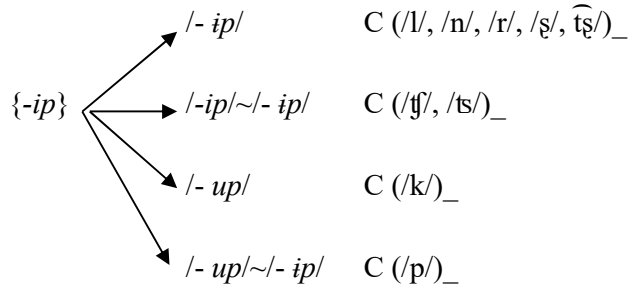 /- ɨp/ C (/l/, /n/, /r/, /ʂ/, t͡ʂ/)_
{-ip} /-ip/~/- ɨp/ C (/ʧ/, /ʦ/)_
/- up/ C (/k/)_
/- up/~/- ɨp/ C (/p/)_